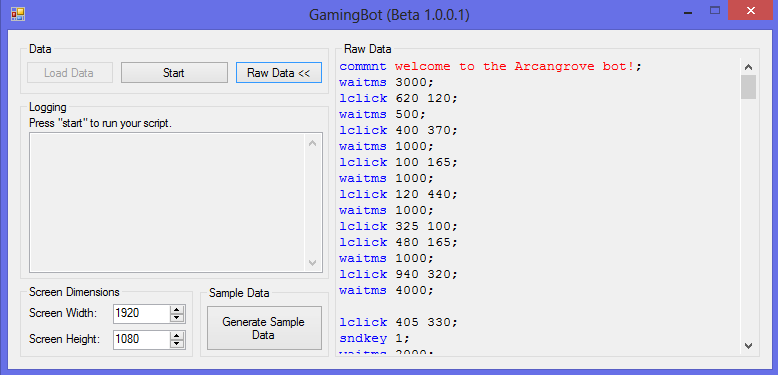 GamingBot (Beta 1.0.0.1)
Data
Load Data
Start
Raw Data <<
Logging
Press "start" to run your script.
Screen Dimensions
Screen Width:
1920
Screen Height:
1080
Sample Data
Generate Sample
Data
Raw Data
commnt welcome to the Arcangrove bot!;
waitms 3000;
lclick 620 120;
waitms 500;
lclick 400 370;
waitms 1000;
lclick 100 165;
waitms 1000;
lclick 120 440;
waitms 1000;
lclick 325 100;
lclick 480 165;
waitms 1000;
lclick 940 320;
waitms 4000;
lclick 405 330;
sndkey 1;
waitms 2000;